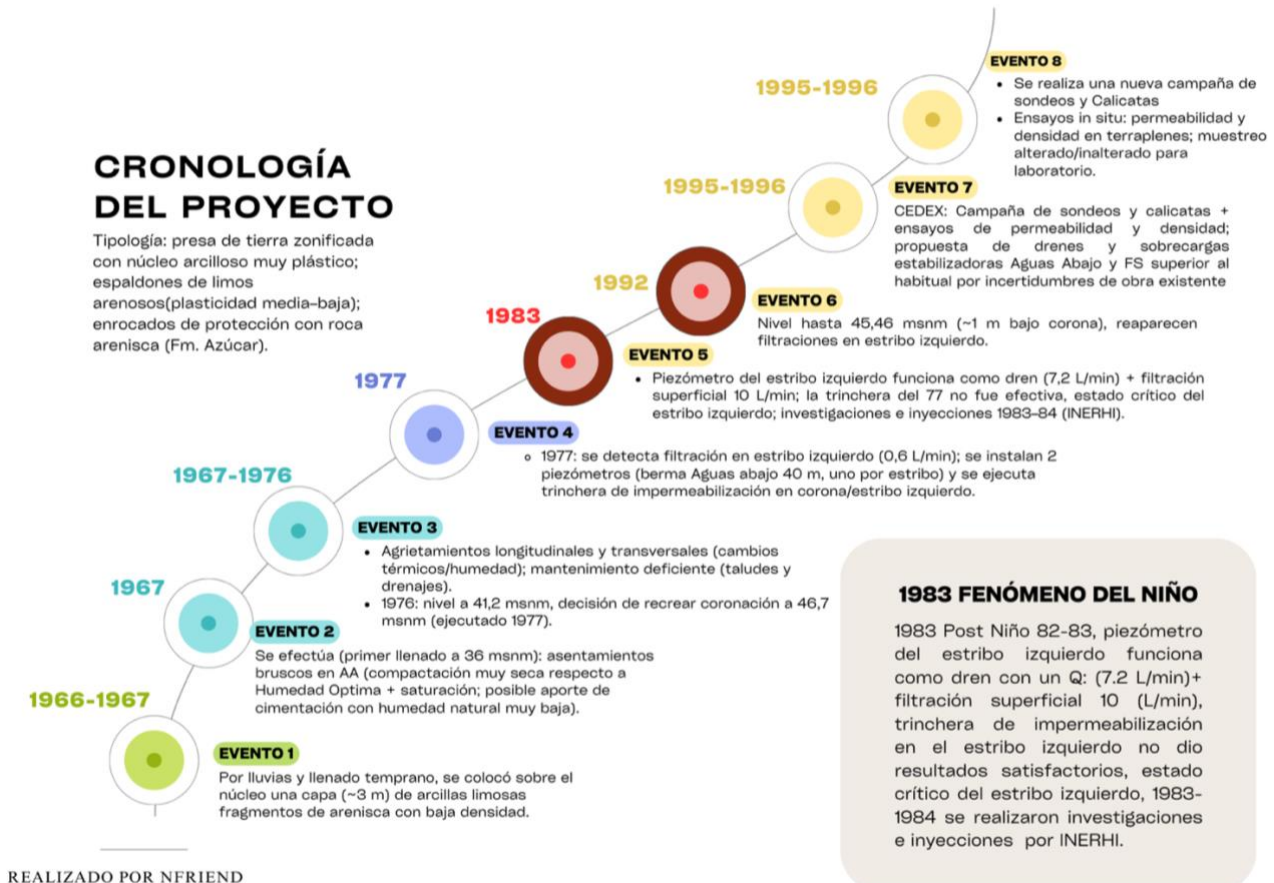 CRONOLOGÍA
DEL PROYECTO
Tipología: presa de tierra zonificada
con núcleo arcilloso muy plástico;
espaldones de limos
arenosos(plasticidad media-baja);
enrocados de protección con roca
arenisca (Fm. Azúcar).
1995-1996
EVENTO 8
• Se realiza una nueva campaña de
sondeos y Calicatas
• Ensayos in situ: permeabilidad y
densidad en terraplenes; muestreo
alterado/inalterado para
laboratorio.
1995-1996
EVENTO 7
CEDEX: Campaña de sondeos y calicatas +
ensayos de permeabilidad y densidad;
propuesta de drenes y sobrecargas
estabilizadoras Aguas Abajo y FS superior al
habitual por incertidumbres de obra existente
1992
EVENTO 6
Nivel hasta 45,46 msnm (~1 m bajo corona), reaparecen
filtraciones en estribo izquierdo.
1983
EVENTO 5
• Piezómetro del estribo izquierdo funciona como dren (7,2 L/min) + filtración
superficial 10 L/min; la trinchera del 77 no fue efectiva, estado crítico del
estribo izquierdo; investigaciones e inyecciones 1983-84 (INERHI).
1977
EVENTO 4
○ 1977: se detecta filtración en estribo izquierdo (0,6 L/min); se instalan 2
piezómetros (berma Aguas abajo 40 m, uno por estribo) y se ejecuta
trinchera de impermeabilización en corona/estribo izquierdo.
1967-1976
EVENTO 3
• Agrietamientos longitudinales y transversales (cambios
térmicos/humedad); mantenimiento deficiente (taludes y
drenajes).
• 1976: nivel a 41,2 msnm, decisión de recrear coronación a 46,7
msnm (ejecutado 1977).
1967
EVENTO 2
Se efectúa (primer llenado a 36 msnm): asentamientos
bruscos en AA (compactación muy seca respecto a
Humedad Optima + saturación; posible aporte de
cimentación con humedad natural muy baja).
1966-1967
EVENTO 1
Por lluvias y llenado temprano, se colocó sobre el
núcleo una capa (~3 m) de arcillas limosas
fragmentos de arenisca con baja densidad.
1983 FENÓMENO DEL NIÑO
1983 Post Niño 82-83, piezómetro
del estribo izquierdo funciona
como dren con un Q: (7.2 L/min)+
filtración superficial 10 (L/min),
trinchera de impermeabilización
en el estribo izquierdo no dio
resultados satisfactorios, estado
crítico del estribo izquierdo, 1983-
1984 se realizaron investigaciones
e inyecciones por INERHI.
REALIZADO POR NFRIEND